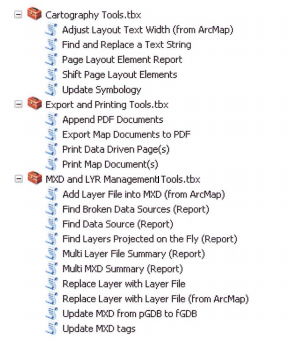 Cartography Tools.tbx
Adjust Layout Text Width (from ArcMap)
Find and Replace a Text String
Page Layout Element Report
Shift Page Layout Elements
Update Symbology
Export and Printing Tools.tbx
Append PDF Documents
Export Map Documents to PDF
Print Data Driven Page(s)
Print Map Document(s)
MXD and LYR Management Tools.tbx
Add Layer File into MXD (from ArcMap)
Find Broken Data Sources (Report)
Find Data Source (Report)
Find Layers Projected on the Fly (Report)
Multi Layer File Summary (Report)
Multi MXD Summary (Report)
Replace Layer with Layer File
Replace Layer with Layer File (from ArcMap)
Update MXD from pGDB to fGDB
Update MXD tags